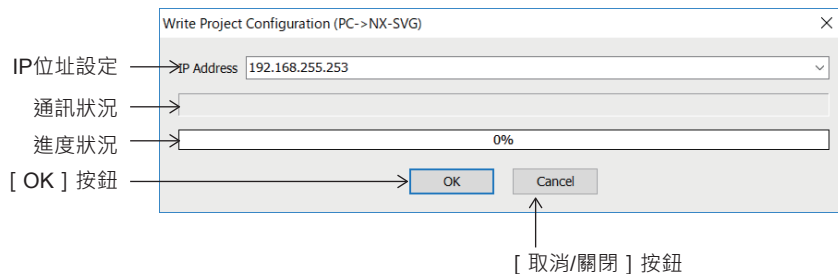 Write Project Configuration (PC->NX-SVG)
IP位址設定
IP Address 192.168.255.253
通訊狀況
進度狀況
0%
[ OK ] 按鈕
OK
Cancel
[ 取消/關閉 ] 按鈕